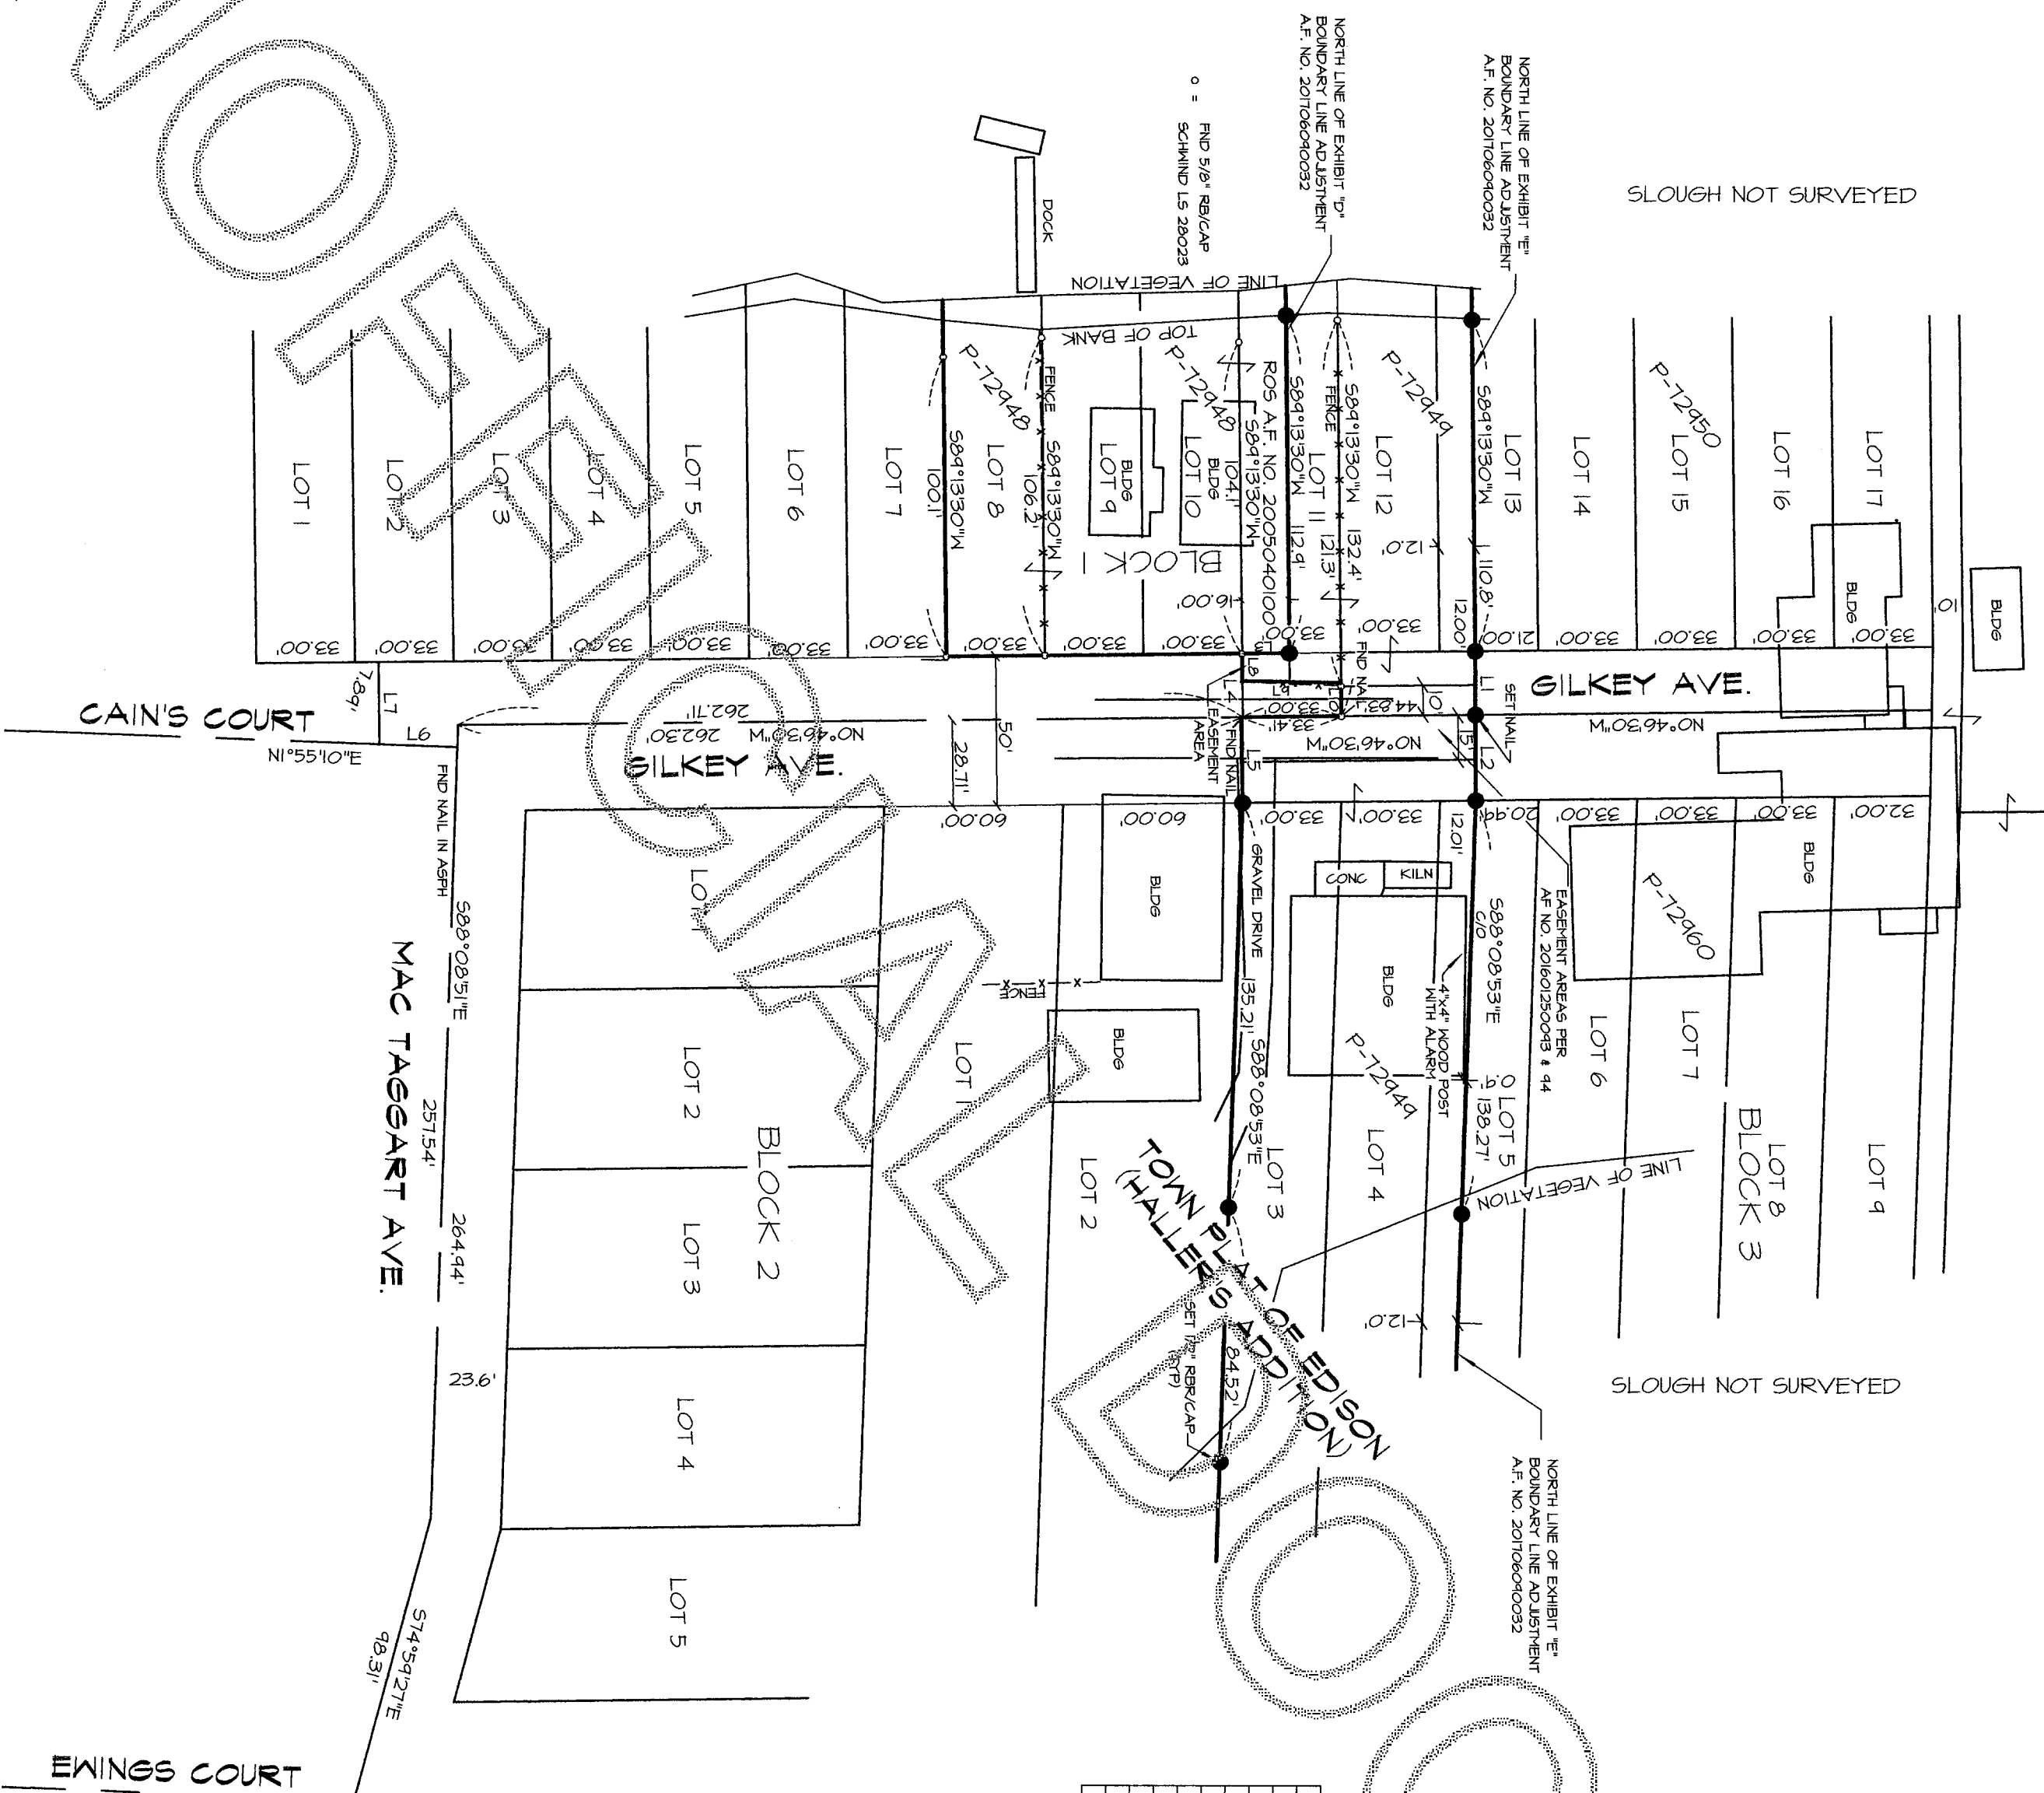 UNOFFICIAL DOC
NORTH LINE OF EXHIBIT "D"
BOUNDARY LINE ADJUSTMENT
A.F. NO. 201706090032
NORTH LINE OF EXHIBIT "E"
BOUNDARY LINE ADJUSTMENT
A.F. NO. 201706090032
SLOUGH NOT SURVEYED
o = FND 5/8" RB/CAP
SCHWIND LS 28023
DOCK
LINE OF VEGETATION
TOP OF BANK
P-72948
P-72948
P-72949
P-72950
FENCE
FENCE
LOT 1
LOT 2
LOT 3
LOT 4
LOT 5
LOT 6
LOT 7
LOT 8
LOT 9
LOT 10
LOT 11
LOT 12
LOT 13
LOT 14
LOT 15
LOT 16
LOT 17
BLDG
BLDG
BLDG
BLDG
BLOCK 1
S89°13'30"W
100.1'
S89°13'30"W
106.2'
S89°13'30"W
104.1'
ROS A.F. NO. 200504010100
S89°13'30"W 112.9'
121.3'
S89°13'30"W 132.4'
S89°13'30"W 110.8'
12.0'
16.00'
10'
33.00'
33.00'
33.00'
33.00'
33.00'
33.00'
33.00'
33.00'
33.00'
33.00'
33.00'
33.00'
12.00'
21.00'
33.00'
33.00'
33.00'
33.00'
CAIN'S COURT
N1°55'10"E
7.89'
L7
L6
262.71'
N0°46'30"W 262.30'
GILKEY AVE.
28.71'
50'
L8
L9
L4
L5
L1
L2
EASEMENT
AREA
FND NAIL
33.00'
33.41'
44.83'
10'
15'
N0°46'30"W
SET NAIL
GILKEY AVE.
N0°46'30"W
FND NAIL IN ASPH
60.00'
60.00'
33.00'
33.00'
12.01'
20.99'
33.00'
33.00'
33.00'
32.00'
S88°08'51"E
257.54'
264.94'
MAC TAGGART AVE.
23.6'
S74°59'27"E
98.31'
EWINGS COURT
LOT 1
LOT 2
LOT 3
LOT 4
LOT 5
BLOCK 2
FENCE
BLDG
BLDG
GRAVEL DRIVE
135.21'
S88°08'53"E
CONC
KILN
BLDG
P-72949
4"x4" WOOD POST
WITH ALARM
S88°08'53"E
C/O
0.9'
138.27'
EASEMENT AREAS PER
AF NO. 201601250093 & 94
BLDG
P-72960
LOT 1
LOT 2
LOT 3
LOT 4
LOT 5
LOT 6
LOT 7
LOT 8
LOT 9
BLOCK 3
LINE OF VEGETATION
12.0'
TOWN PLAT OF EDISON
(HALLER'S ADDITION)
SET 1/2" RBR/CAP
(TYP)
84.52'
SLOUGH NOT SURVEYED
NORTH LINE OF EXHIBIT "E"
BOUNDARY LINE ADJUSTMENT
A.F. NO. 201706090032